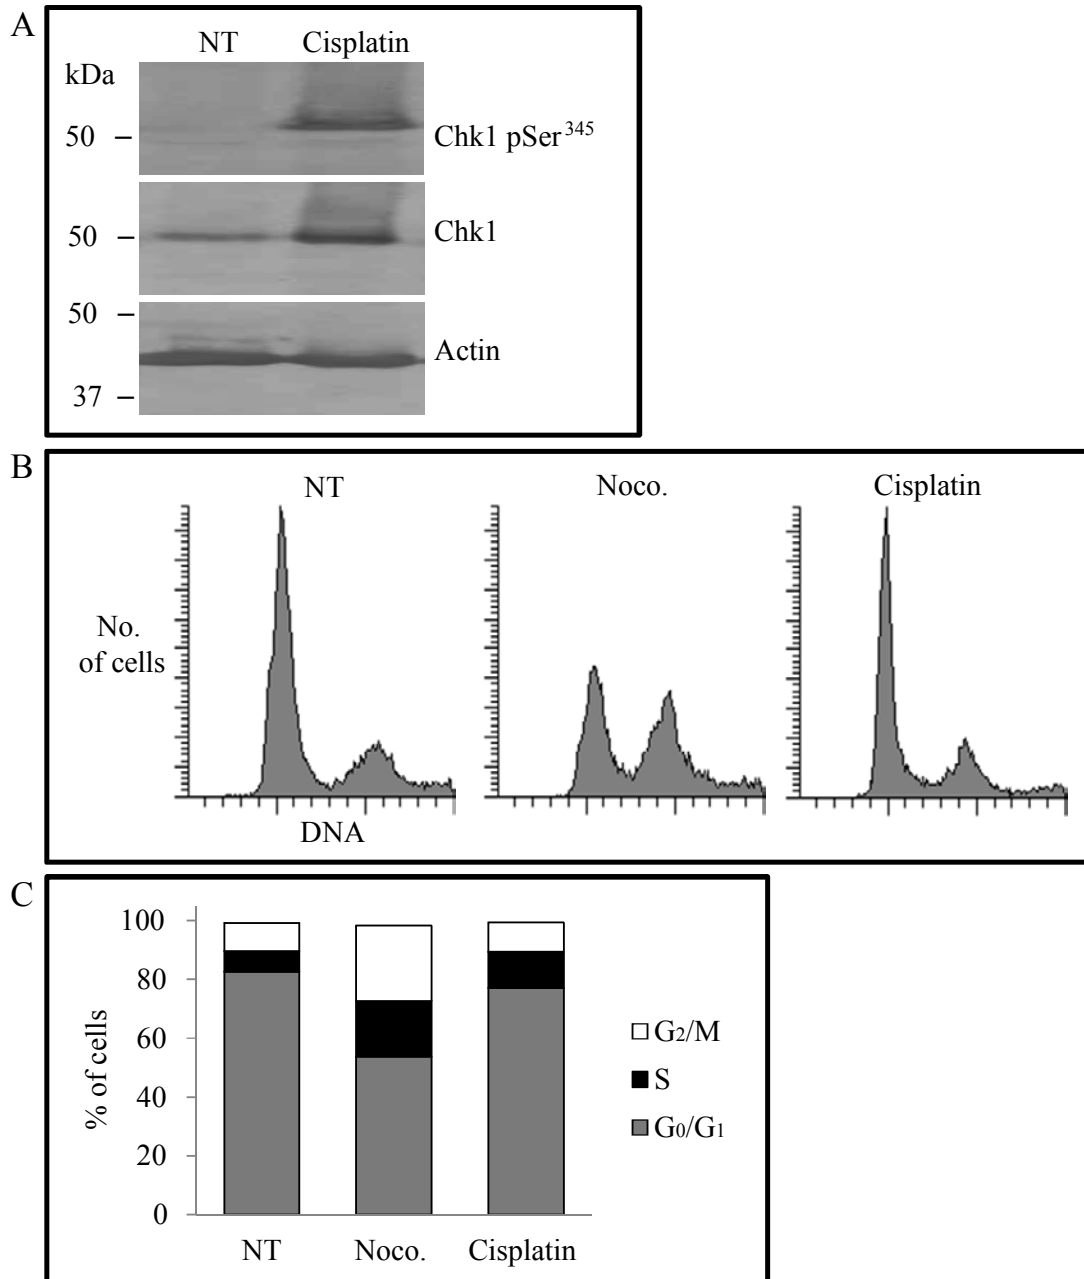 A
NT Cisplatin
kDa
50 – Chk1 pSer³⁴⁵
50 – Chk1
50 –
Actin
37 –
B
NT Noco. Cisplatin
No.
of cells
DNA
C
100
80
60
40
20
0
% of cells
G₂/M
S
G₀/G₁
NT Noco. Cisplatin